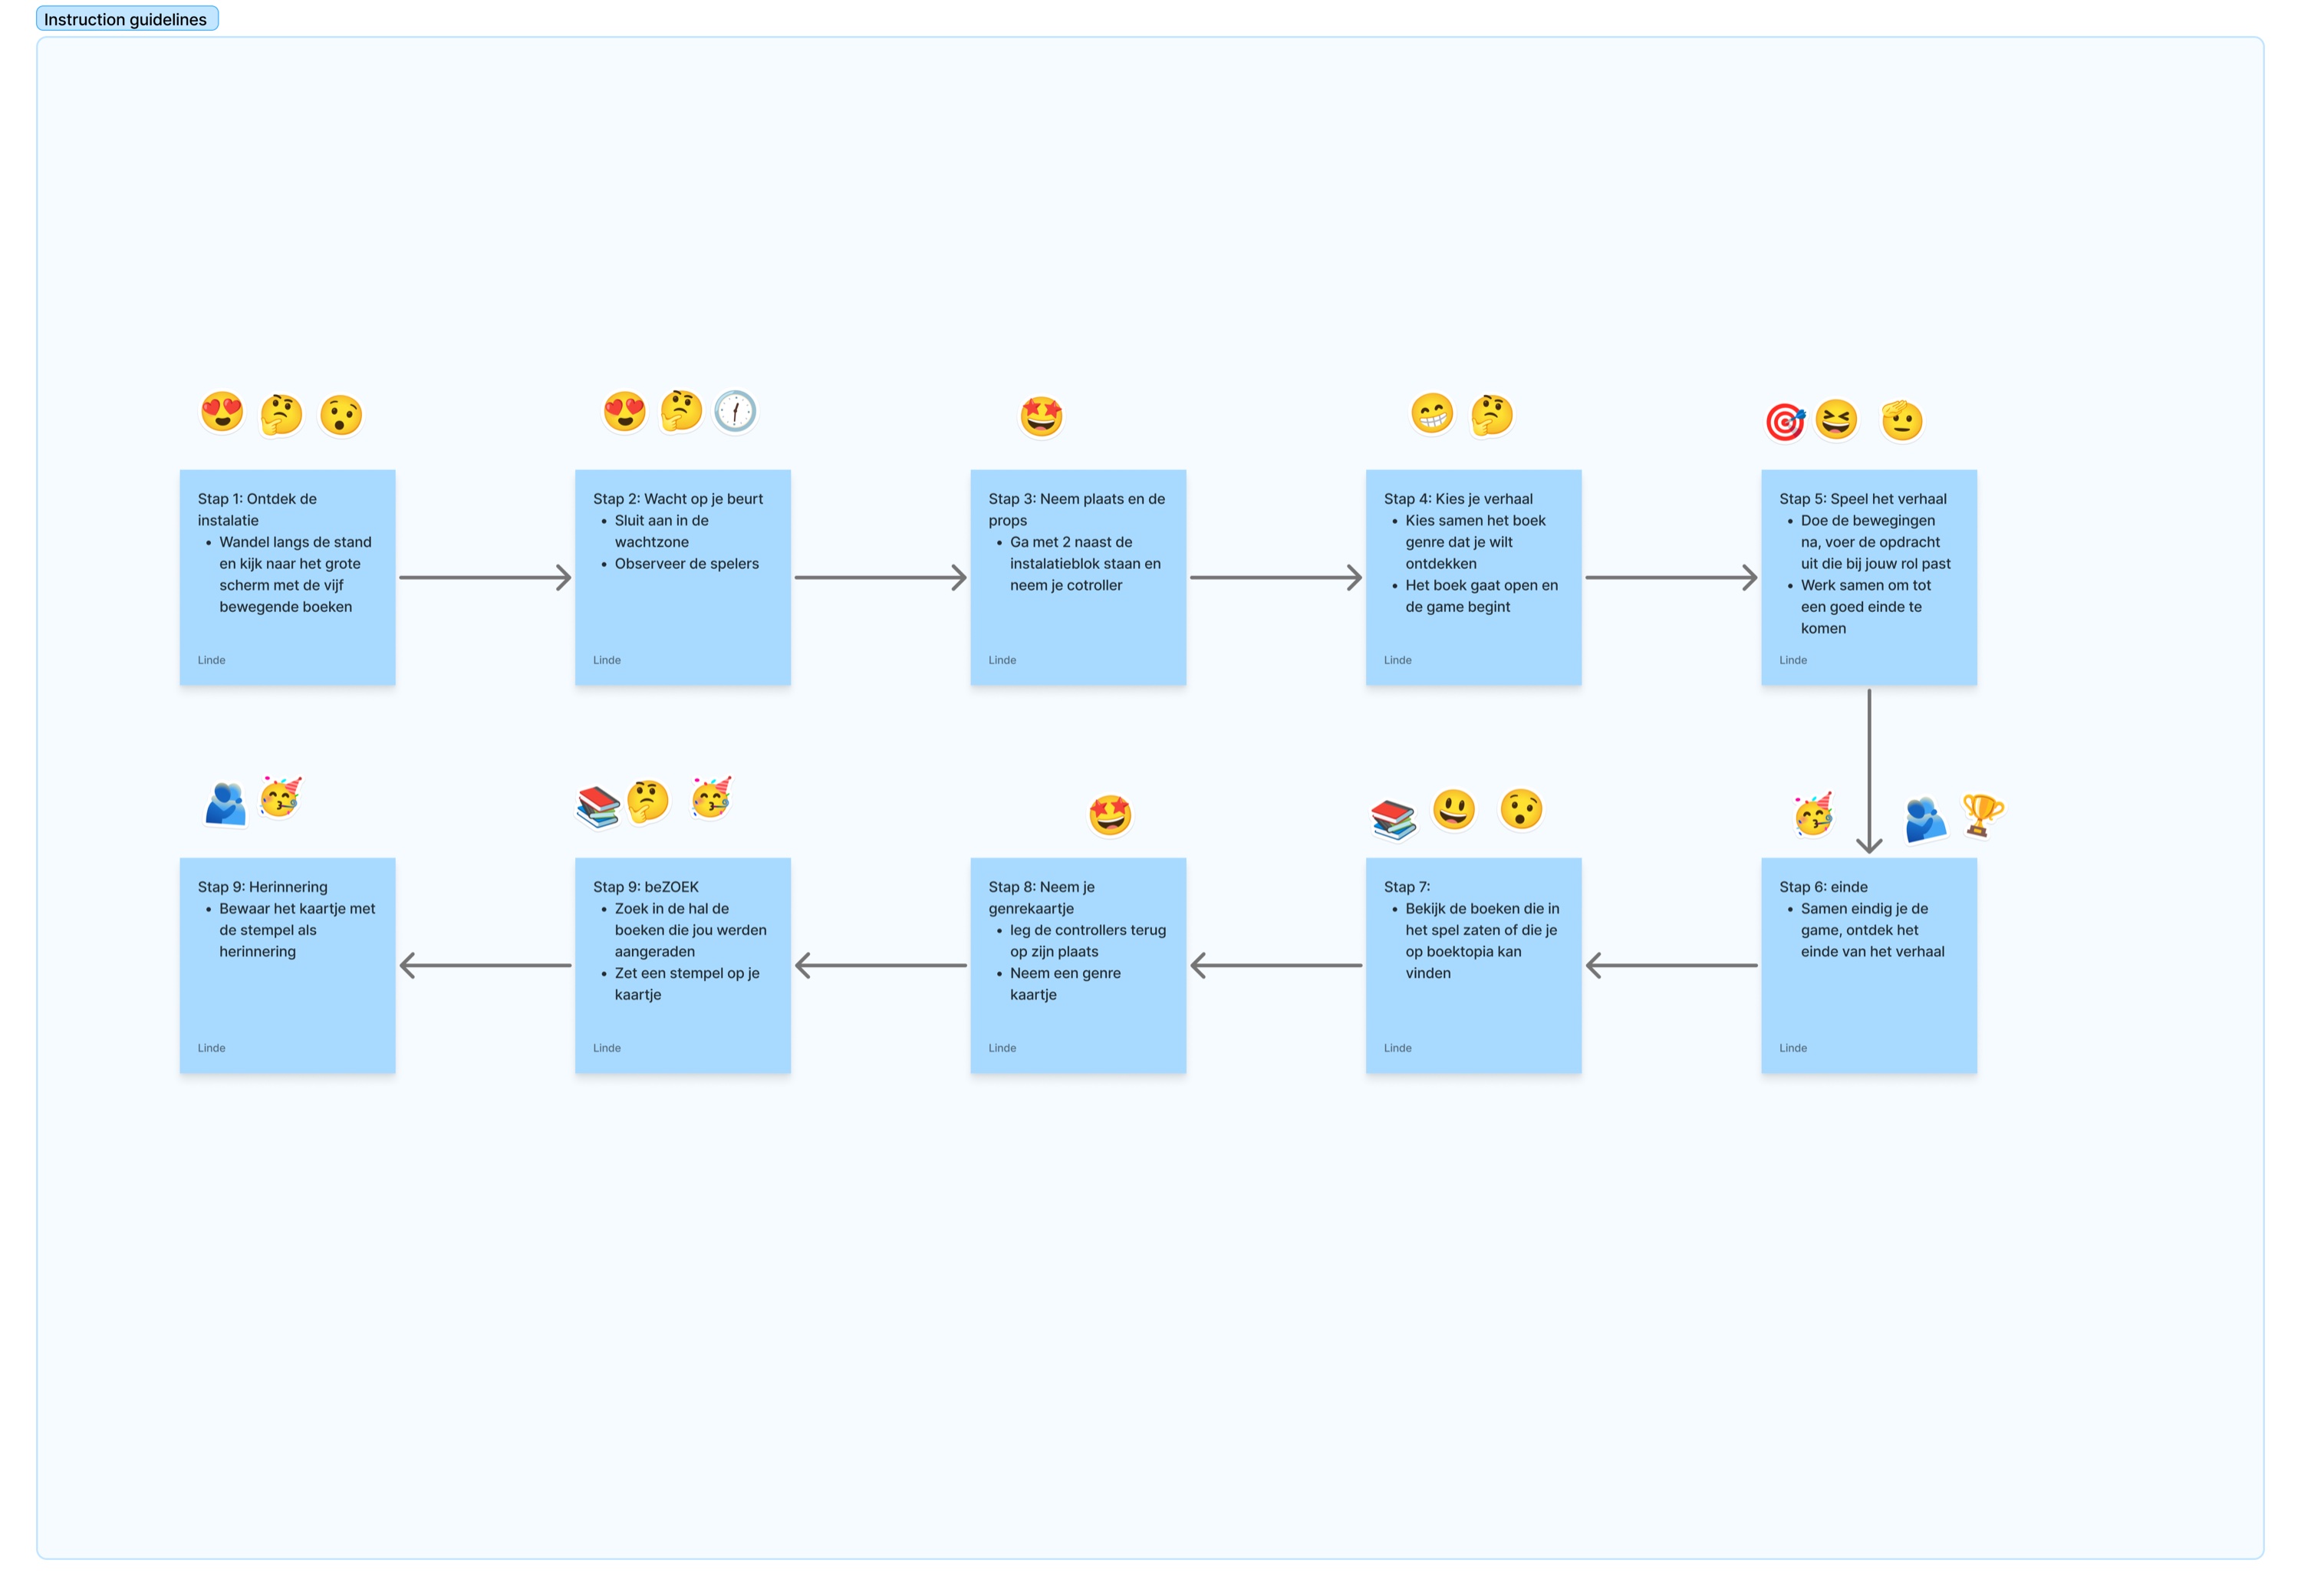 Instruction guidelines
Stap 1: Ontdek de
instalatie
• Wandel langs de stand
en kijk naar het grote
scherm met de vijf
bewegende boeken
Linde
Stap 2: Wacht op je beurt
• Sluit aan in de
wachtzone
• Observeer de spelers
Linde
Stap 3: Neem plaats en de
props
• Ga met 2 naast de
instalatieblok staan en
neem je cotroller
Linde
Stap 4: Kies je verhaal
• Kies samen het boek
genre dat je wilt
ontdekken
• Het boek gaat open en
de game begint
Linde
Stap 5: Speel het verhaal
• Doe de bewegingen
na, voer de opdracht
uit die bij jouw rol past
• Werk samen om tot
een goed einde te
komen
Linde
Stap 6: einde
• Samen eindig je de
game, ontdek het
einde van het verhaal
Linde
Stap 7:
• Bekijk de boeken die in
het spel zaten of die je
op boektopia kan
vinden
Linde
Stap 8: Neem je
genrekaartje
• leg de controllers terug
op zijn plaats
• Neem een genre
kaartje
Linde
Stap 9: beZOEK
• Zoek in de hal de
boeken die jou werden
aangeraden
• Zet een stempel op je
kaartje
Linde
Stap 9: Herinnering
• Bewaar het kaartje met
de stempel als
herinnering
Linde